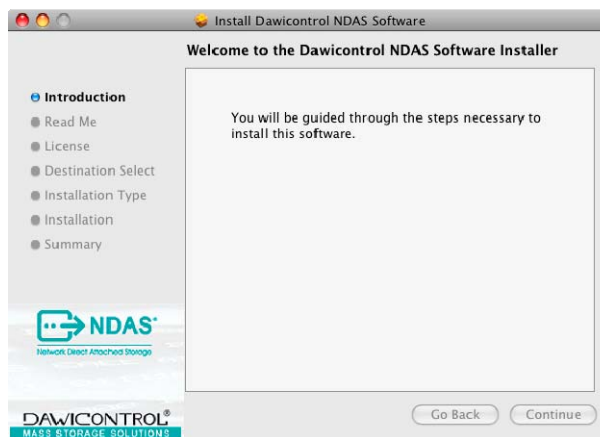 Install Dawicontrol NDAS Software
Welcome to the Dawicontrol NDAS Software Installer
Introduction
Read Me
License
Destination Select
Installation Type
Installation
Summary
You will be guided through the steps necessary to
install this software.
NDAS
Network Direct Attached Storage
DAWICONTROL®
MASS STORAGE SOLUTIONS
Go Back
Continue